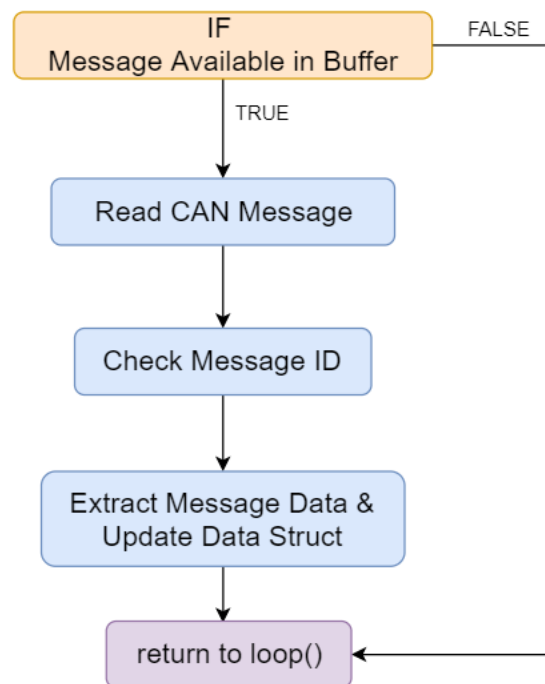 IF
Message Available in Buffer
FALSE
TRUE
Read CAN Message
Check Message ID
Extract Message Data &
Update Data Struct
return to loop()